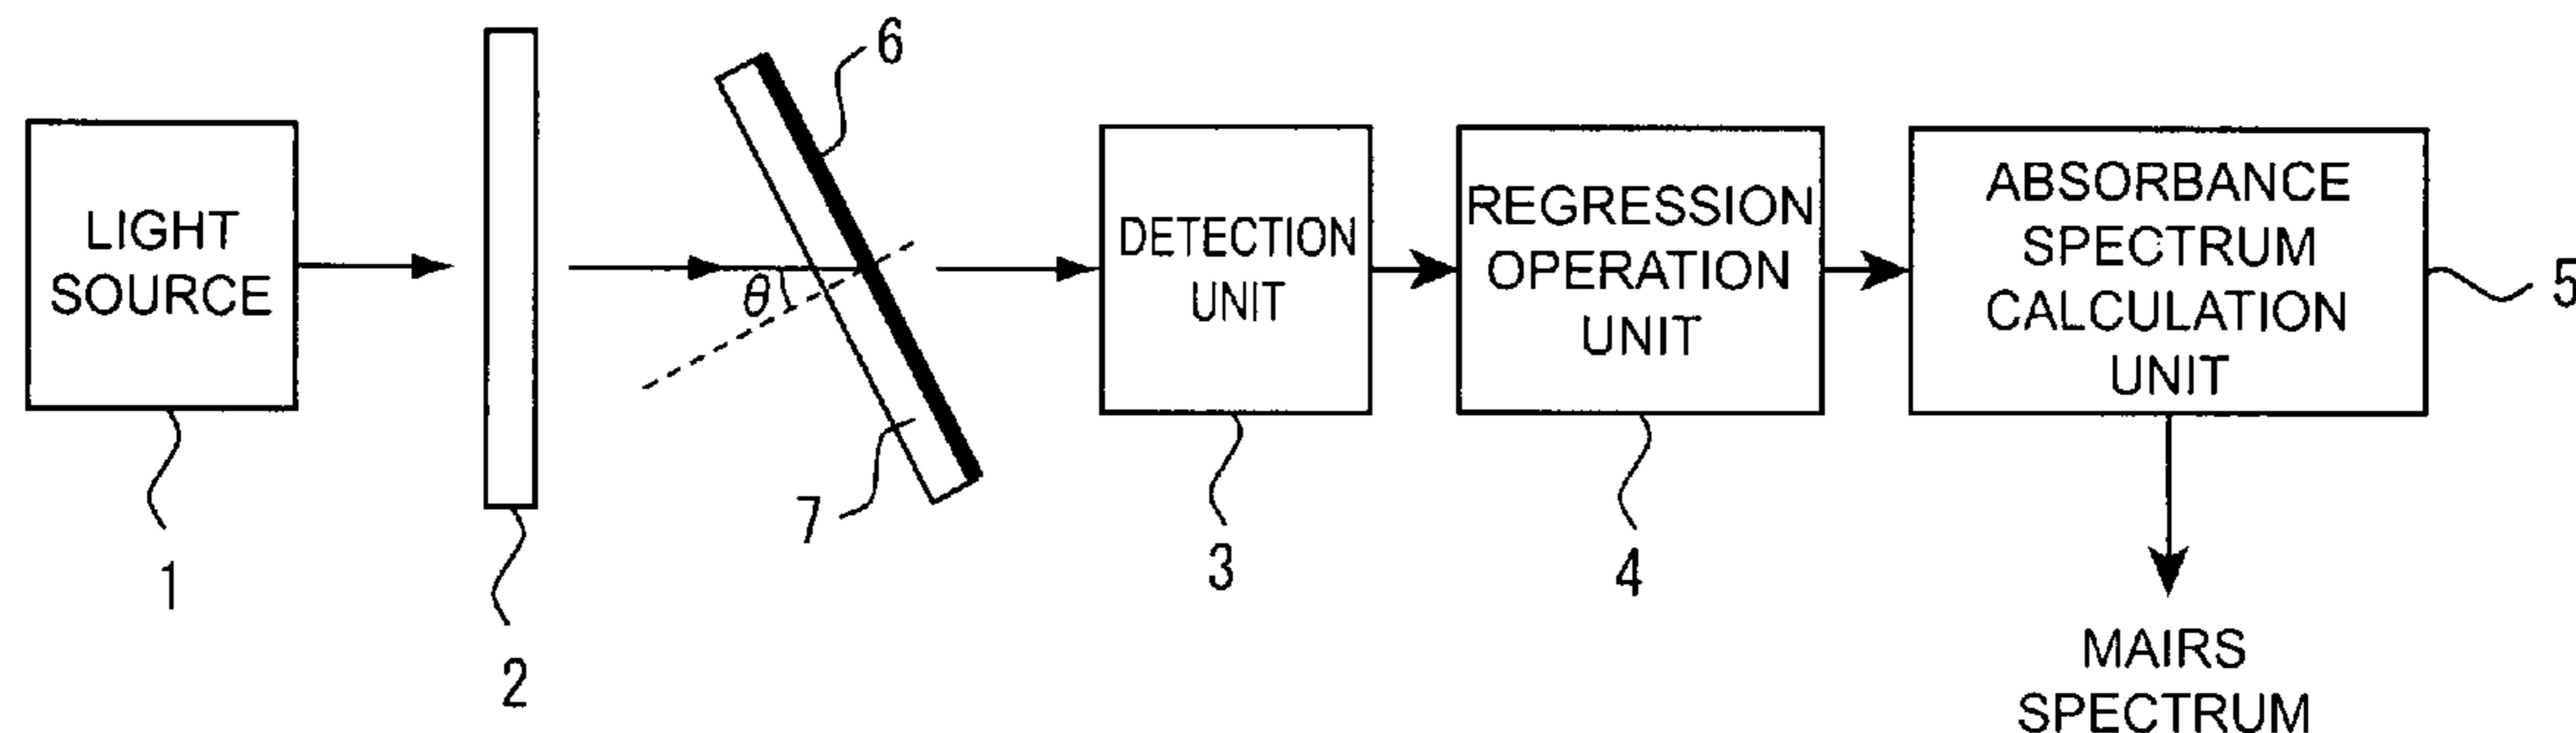 6
LIGHT
SOURCE
θ
DETECTION
UNIT
REGRESSION
OPERATION
UNIT
ABSORBANCE
SPECTRUM
CALCULATION
UNIT
5
7
1
2
3
4
MAIRS
SPECTRUM